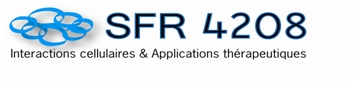 SFR 4208
Interactions cellulaires & Applications thérapeutiques